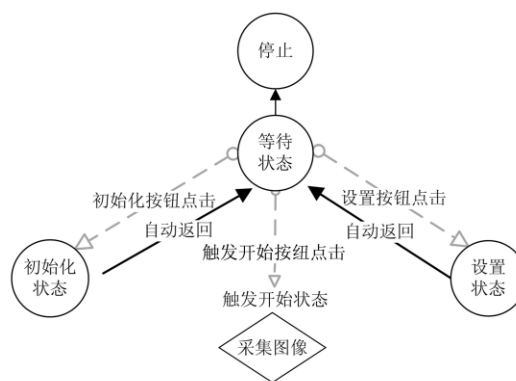 停止
等待
状态
初始化按钮点击
设置按钮点击
自动返回
自动返回
触发开始按钮点击
初始化
状态
设置
状态
触发开始状态
采集图像